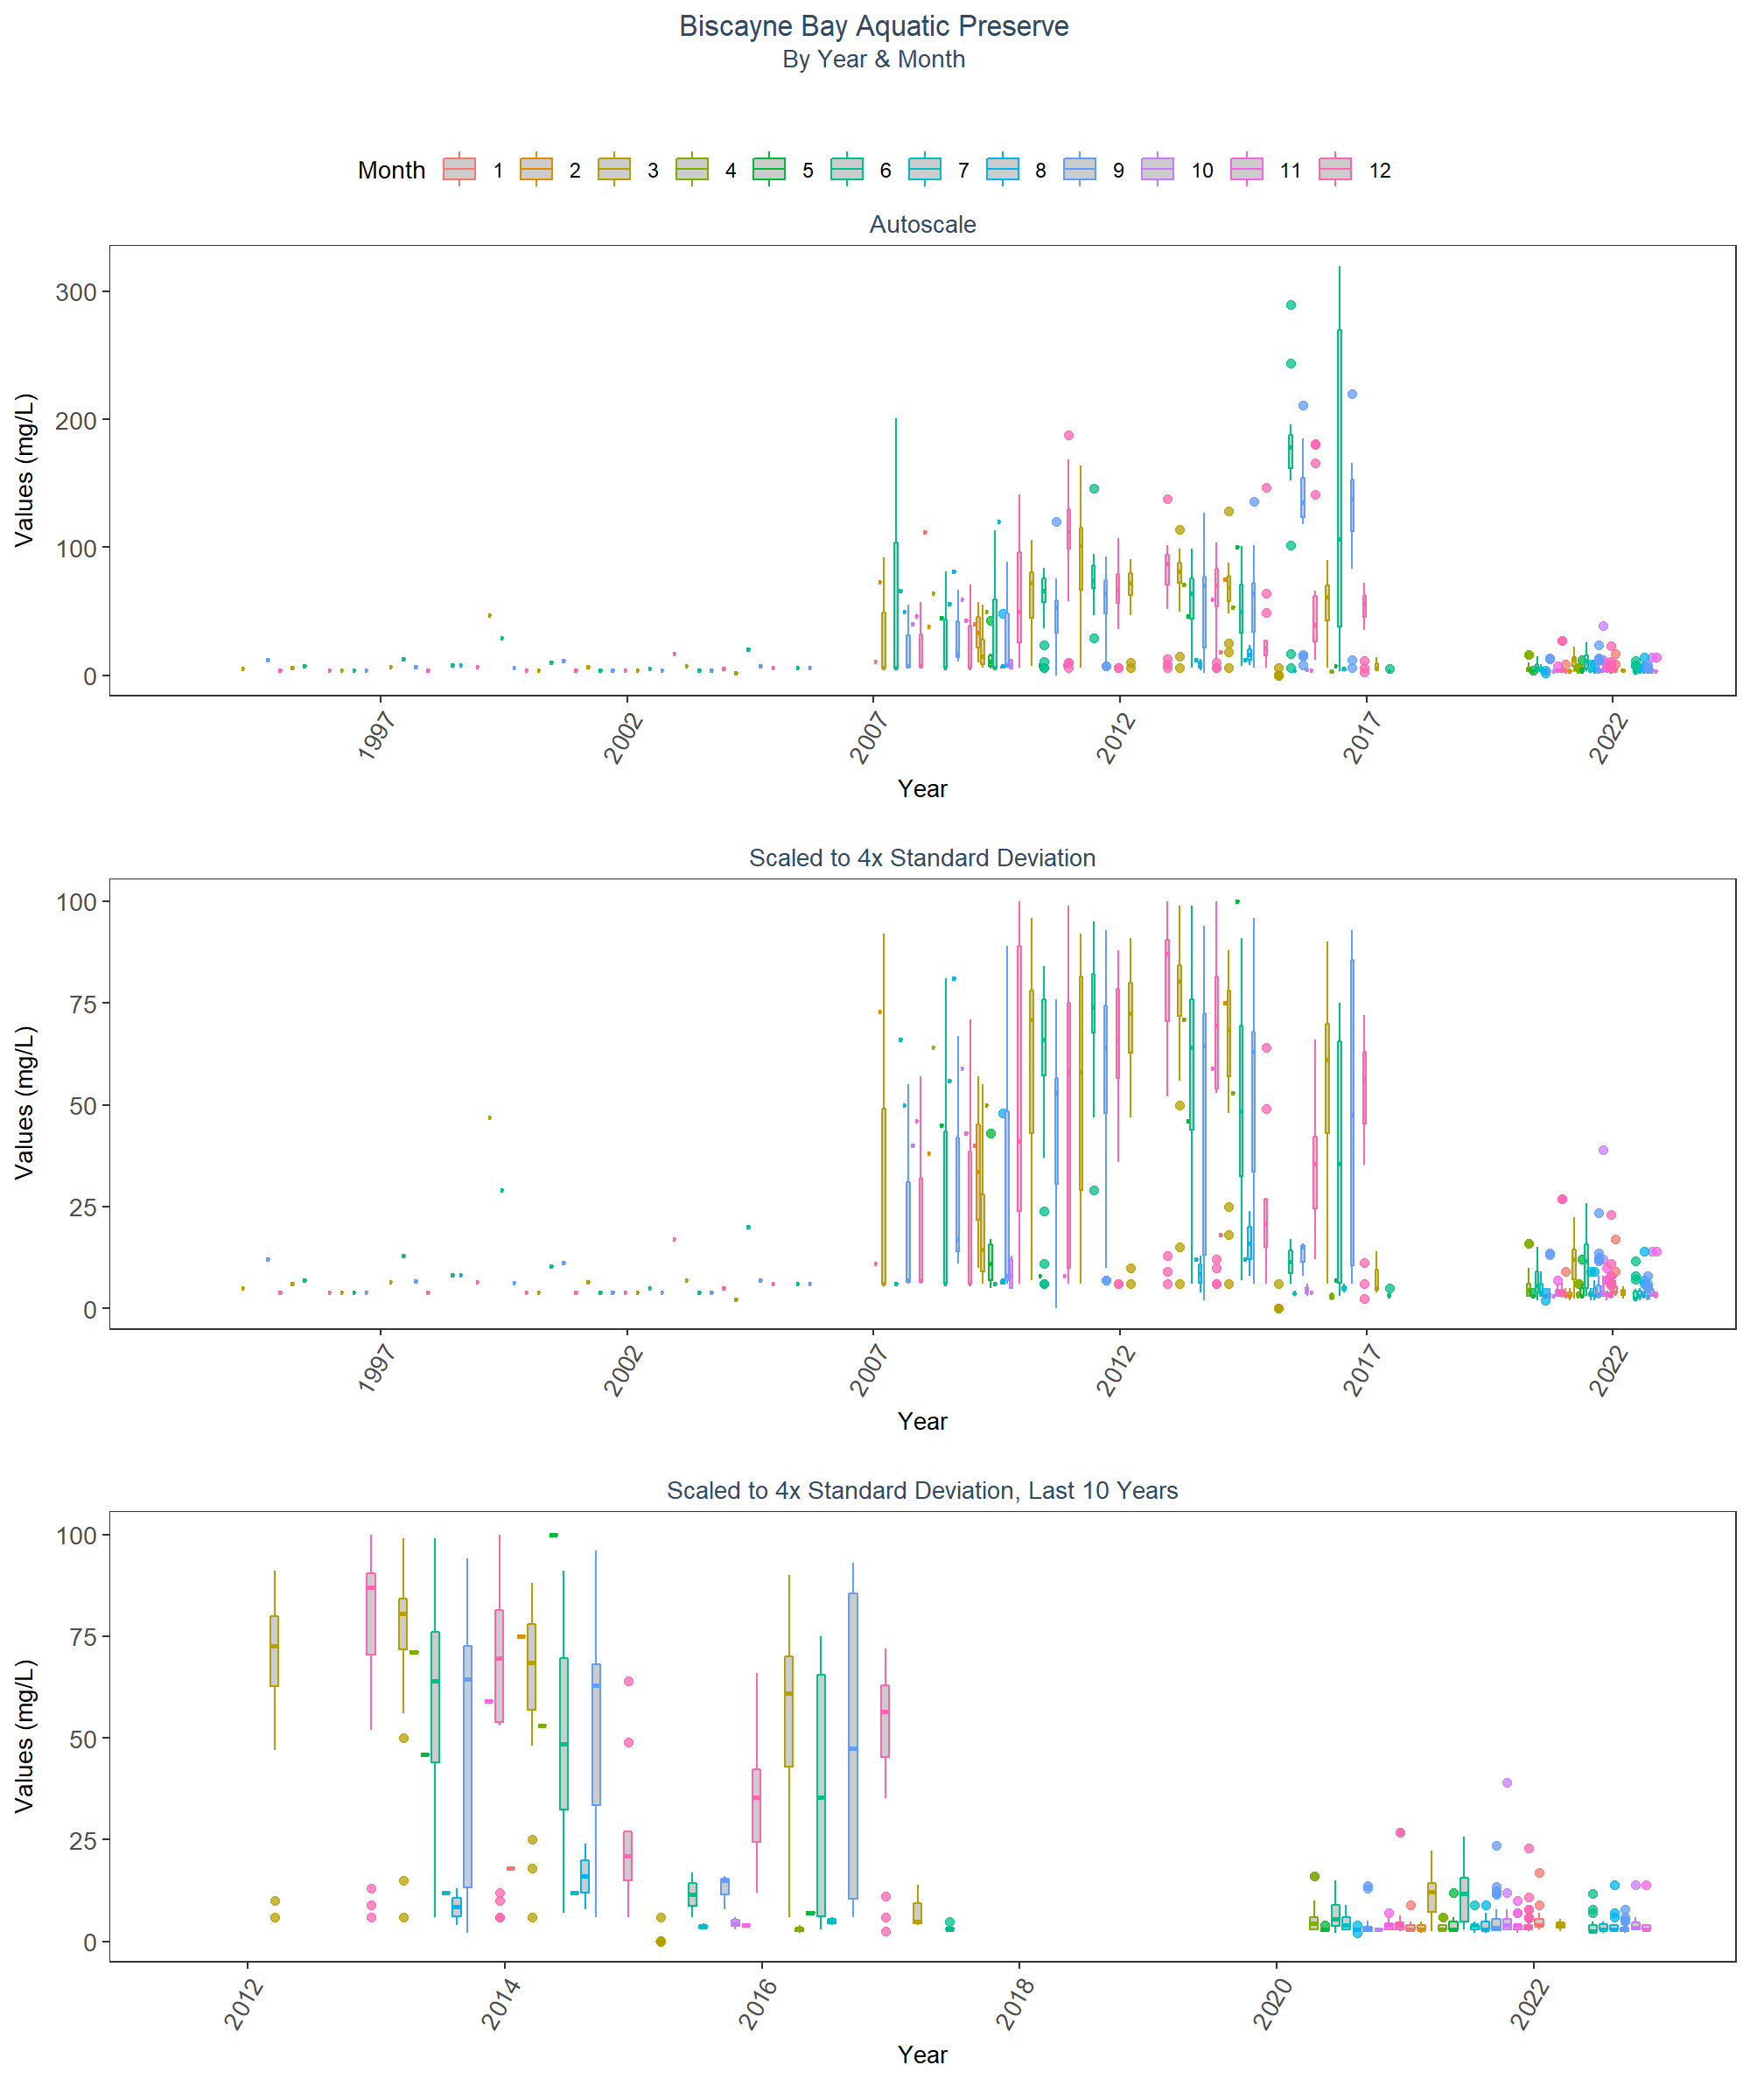 Biscayne Bay Aquatic Preserve
By Year & Month
Month 1 2 3 4 5 6 7 8 9 10 11 12
Autoscale
Values (mg/L)
300
200
100
0
1997 2002 2007 2012 2017 2022
Year
Scaled to 4x Standard Deviation
Values (mg/L)
100
75
50
25
0
1997 2002 2007 2012 2017 2022
Year
Scaled to 4x Standard Deviation, Last 10 Years
Values (mg/L)
100
75
50
25
0
2012 2014 2016 2018 2020 2022
Year